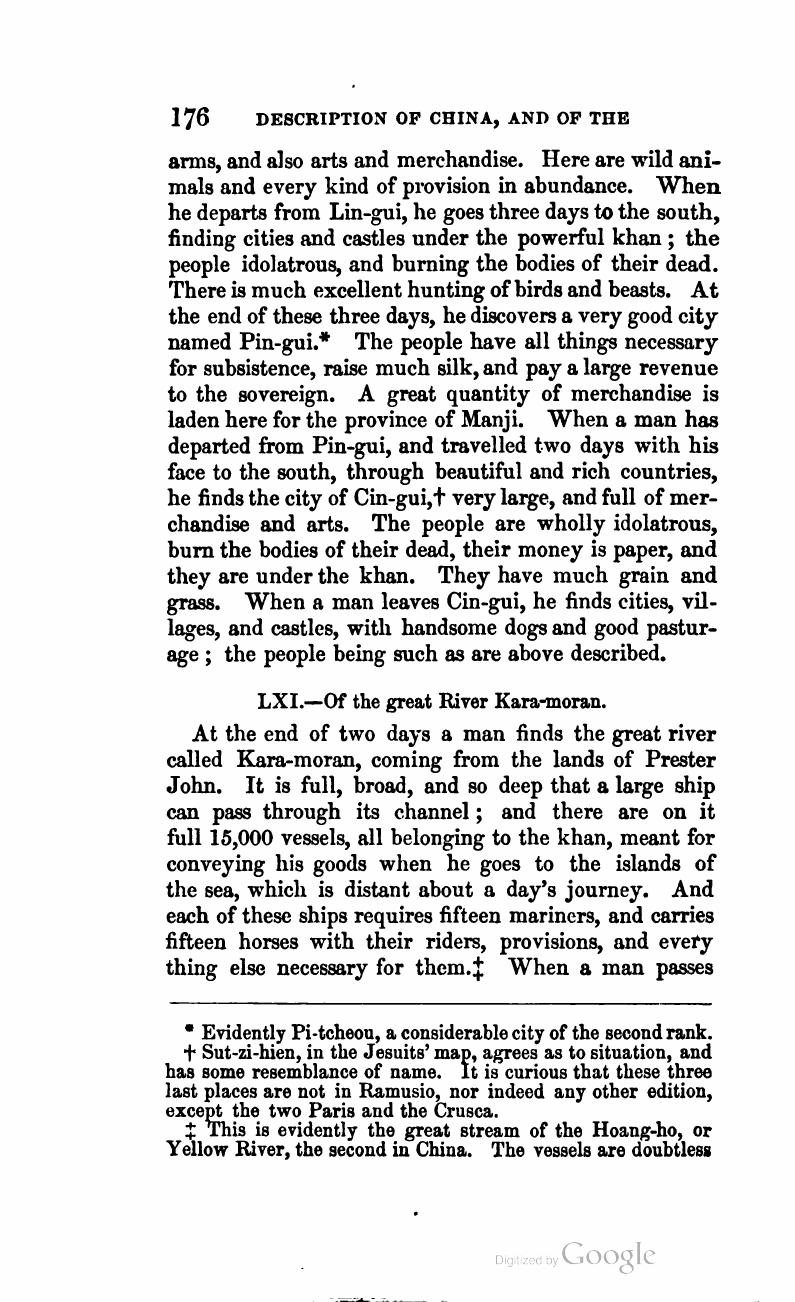 176 DESCRIPTION OF CHINA, AND OF THE
arms, and also arts and merchandise. Here are wild ani-
mals and every kind of provision in abundance. When
he departs from Lin-gui, he goes three days to the south,
finding cities and castles under the powerful khan; the
people idolatrous, and burning the bodies of their dead.
There is much excellent hunting of birds and beasts. At
the end of these three days, he discovers a very good city
named Pin-gui.* The people have all things necessary
for subsistence, raise much silk, and pay a large revenue
to the sovereign. A great quantity of merchandise is
laden here for the province of Manji. When a man has
departed from Pin-gui, and travelled two days with his
face to the south, through beautiful and rich countries,
he finds the city of Cin-gui,† very large, and full of mer-
chandise and arts. The people are wholly idolatrous,
burn the bodies of their dead, their money is paper, and
they are under the khan. They have much grain and
grass. When a man leaves Cin-gui, he finds cities, vil-
lages, and castles, with handsome dogs and good pastur-
age; the people being such as are above described.
LXI.—Of the great River Kara-moran.
At the end of two days a man finds the great river
called Kara-moran, coming from the lands of Prester
John. It is full, broad, and so deep that a large ship
can pass through its channel; and there are on it
full 15,000 vessels, all belonging to the khan, meant for
conveying his goods when he goes to the islands of
the sea, which is distant about a day's journey. And
each of these ships requires fifteen mariners, and carries
fifteen horses with their riders, provisions, and every
thing else necessary for them.‡ When a man passes
* Evidently Pi-tcheou, a considerable city of the second rank.
† Sut-zi-hien, in the Jesuits' map, agrees as to situation, and
has some resemblance of name. It is curious that these three
last places are not in Ramusio, nor indeed any other edition,
except the two Paris and the Crusca.
‡ This is evidently the great stream of the Hoang-ho, or
Yellow River, the second in China. The vessels are doubtless
Digitized by Google